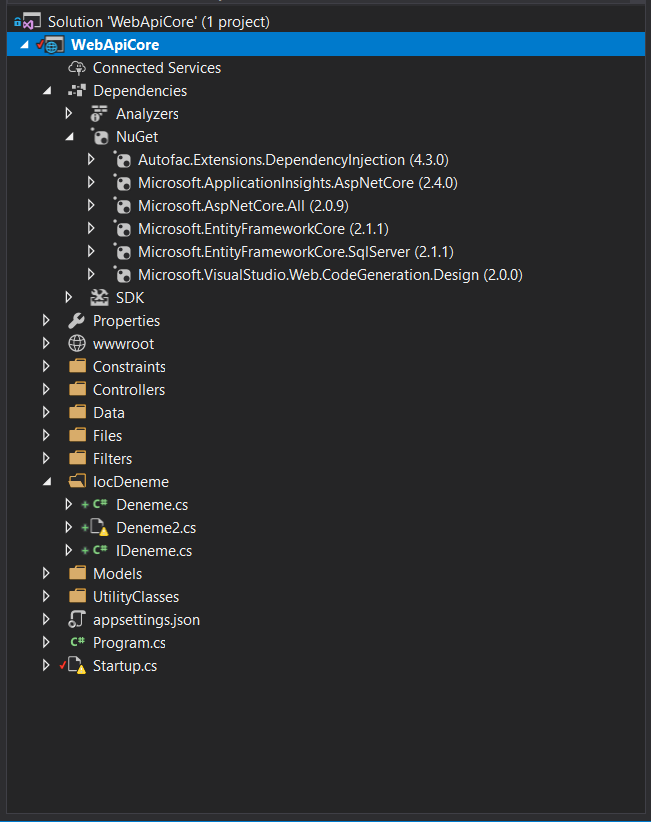 Solution 'WebApiCore' (1 project)
WebApiCore
Connected Services
Dependencies
Analyzers
NuGet
Autofac.Extensions.DependencyInjection (4.3.0)
Microsoft.ApplicationInsights.AspNetCore (2.4.0)
Microsoft.AspNetCore.All (2.0.9)
Microsoft.EntityFrameworkCore (2.1.1)
Microsoft.EntityFrameworkCore.SqlServer (2.1.1)
Microsoft.VisualStudio.Web.CodeGeneration.Design (2.0.0)
SDK
Properties
wwwroot
Constraints
Controllers
Data
Files
Filters
IocDeneme
C# Deneme.cs
Deneme2.cs
C# IDeneme.cs
Models
UtilityClasses
appsettings.json
C# Program.cs
Startup.cs